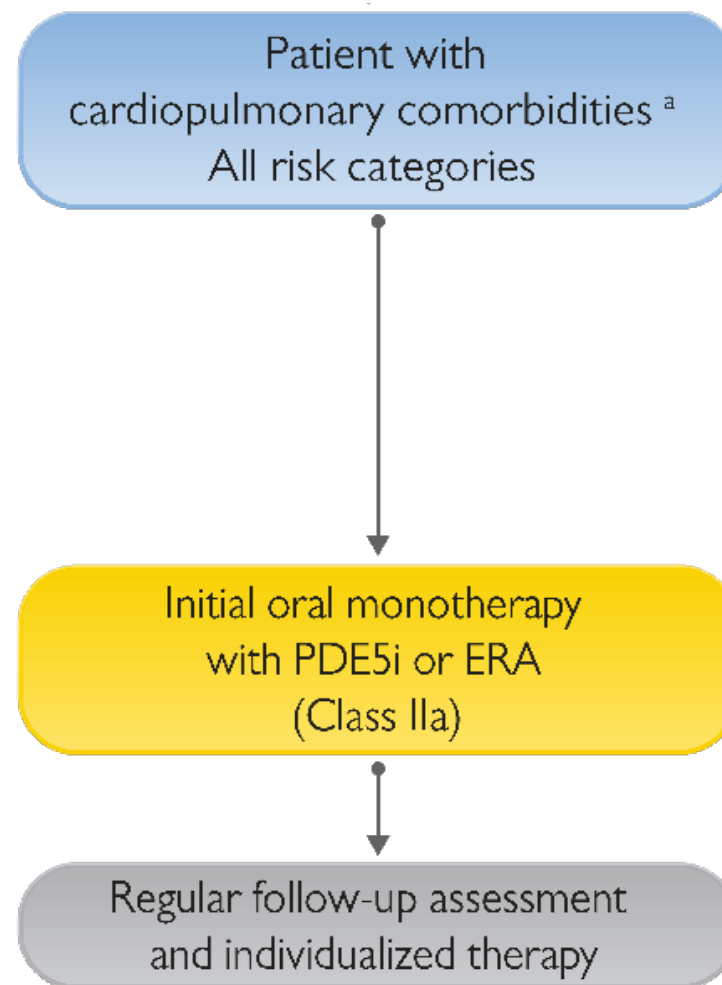 Patient with
cardiopulmonary comorbidities ᵃ
All risk categories
Initial oral monotherapy
with PDE5i or ERA
(Class IIa)
Regular follow-up assessment
and individualized therapy